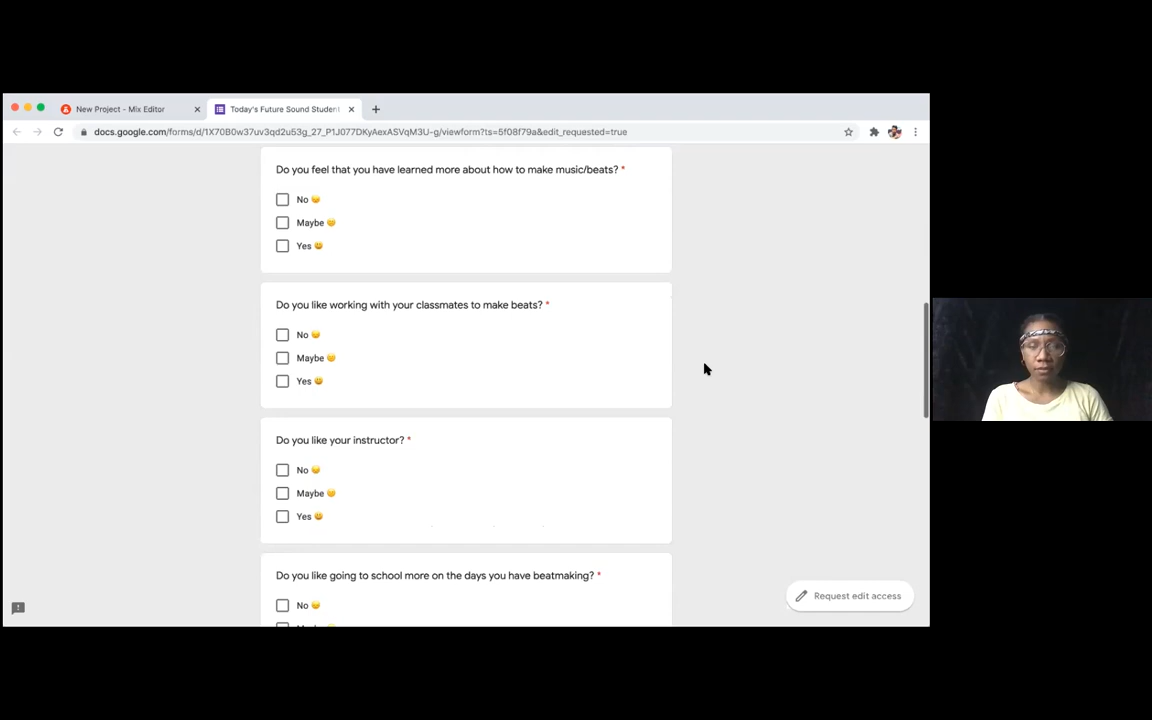 New Project - Mix Editor
Today's Future Sound Studen
docs.google.com/forms/d/1X70B0w37uv3qd2u53g_27_P1J077DKyAexASVqM3U-g/viewform?ts=5f08f79a&edit_requested=true
Do you feel that you have learned more about how to make music/beats? *
No 😞
Maybe 😐
Yes 😀
Do you like working with your classmates to make beats? *
No 😞
Maybe 😐
Yes 😀
Do you like your instructor? *
No 😞
Maybe 😐
Yes 😀
Do you like going to school more on the days you have beatmaking? *
No 😞
Request edit access